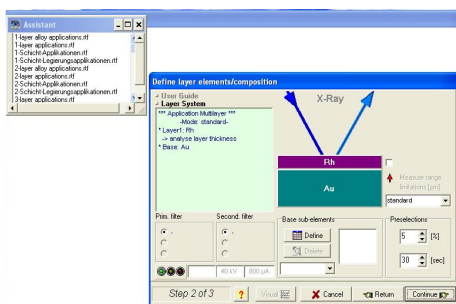 Assistant
1-layer alloy applications.rtf
1-layer applications.rtf
1-Schicht-Applikationen.rtf
1-Schicht-Legierungsapplikationen.rtf
2-layer alloy applications.rtf
2-layer applications.rtf
2-Schicht-Applikationen.rtf
2-Schicht-Legierungsapplikationen.rtf
3-layer applications.rtf
Define layer elements/composition
User Guide
Layer System
*** Application Multilayer ***
-Mode: standard-
* Layer1: Rh
-> analyse layer thickness
* Base: Au
X-Ray
Rh
Au
Measure range
limitations [µm]
standard
Prim. filter
Second. filter
Base sub-elements
Define
Delete
Preselections
5 [%]
30 [sec]
40 kV
800 µA
Step 2 of 3
?
Visual
Cancel
Return
Continue